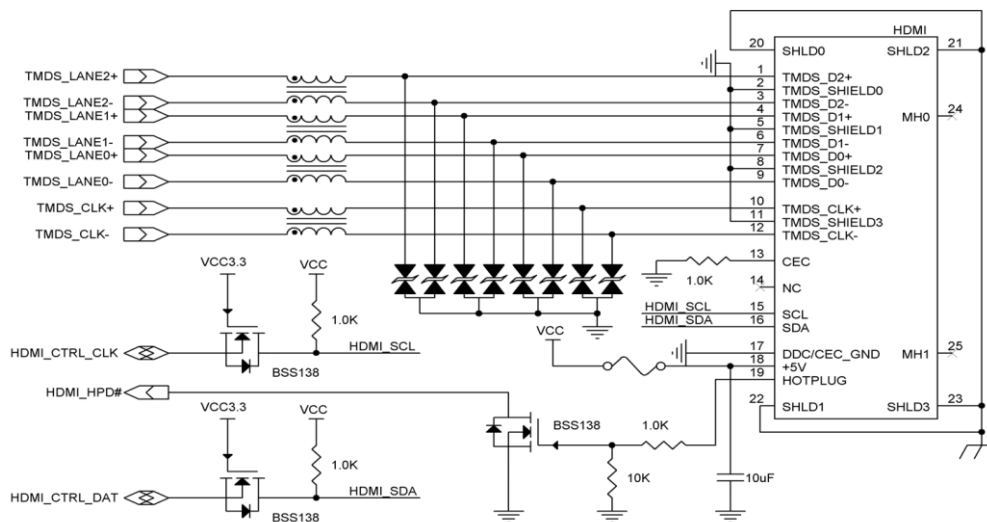 HDMI
TMDS_LANE2+
TMDS_LANE2-
TMDS_LANE1+
TMDS_LANE1-
TMDS_LANE0+
TMDS_LANE0-
TMDS_CLK+
TMDS_CLK-
20 SHLD0 SHLD2 21
1 TMDS_D2+
2 TMDS_SHIELD0
3 TMDS_D2-
4 TMDS_D1+ MH0 24
5 TMDS_SHIELD1
6 TMDS_D1-
7 TMDS_D0+
8 TMDS_SHIELD2
9 TMDS_D0-
10 TMDS_CLK+
11 TMDS_SHIELD3
12 TMDS_CLK-
13 CEC
1.0K
14 NC
HDMI_SCL 15 SCL
HDMI_SDA 16 SDA
17 DDC/CEC_GND MH1 25
18 +5V
19 HOTPLUG
22 SHLD1 SHLD3 23
VCC3.3 VCC
1.0K
HDMI_CTRL_CLK HDMI_SCL
BSS138
VCC
HDMI_HPD#
BSS138 1.0K
10K 10uF
VCC3.3 VCC
1.0K
HDMI_CTRL_DAT HDMI_SDA
BSS138